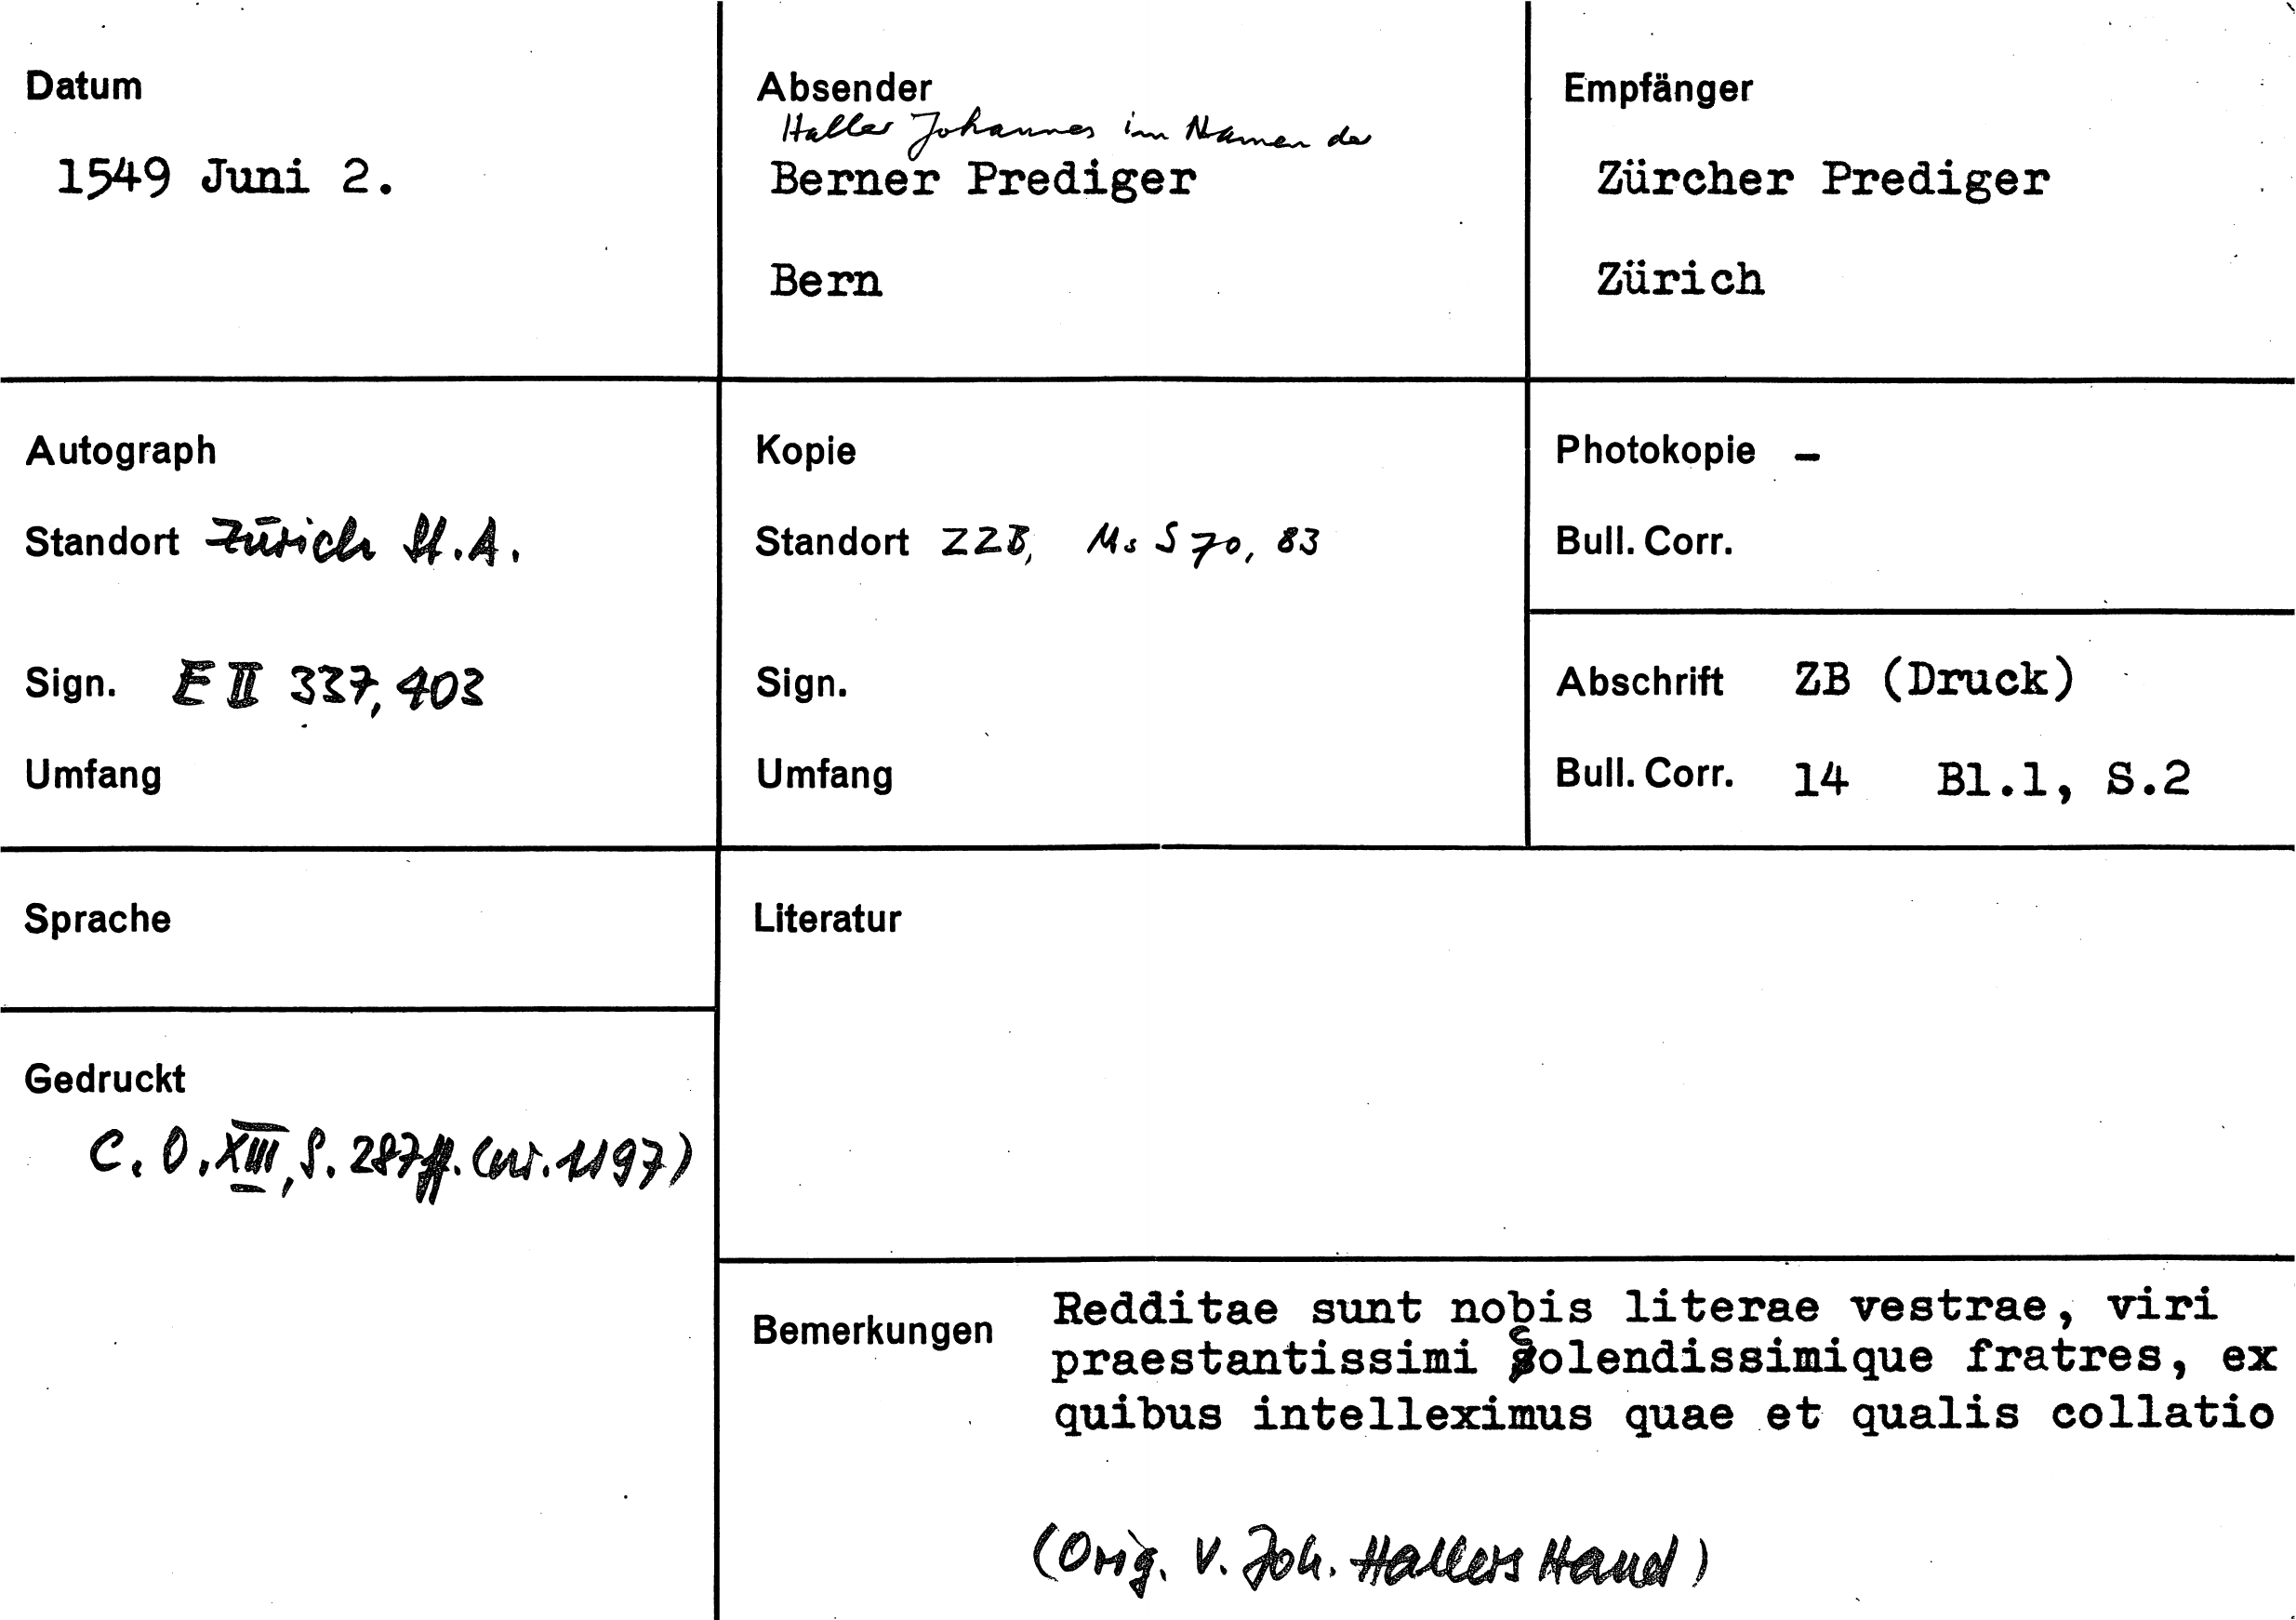 Datum
1549 Juni 2.
Absender
Haller Johannes im Namen der
Berner Prediger
Bern
Empfänger
Zürcher Prediger
Zürich
Autograph
Standort Zürich St.A.
Sign. E II 337, 403
Umfang
Kopie
Standort ZZB, Ms S 70, 83
Sign.
Umfang
Photokopie –
Bull. Corr.
Abschrift ZB (Druck)
Bull. Corr. 14 Bl.1, S.2
Sprache
Gedruckt
C. O. XIII, S. 287ff. (nr. 1197)
Literatur
Bemerkungen
Redditae sunt nobis literae vestrae, viri
praestantissimi colendissimique fratres, ex
quibus intelleximus quae et qualis collatio
(Orig. v. Joh. Hallers Hand)